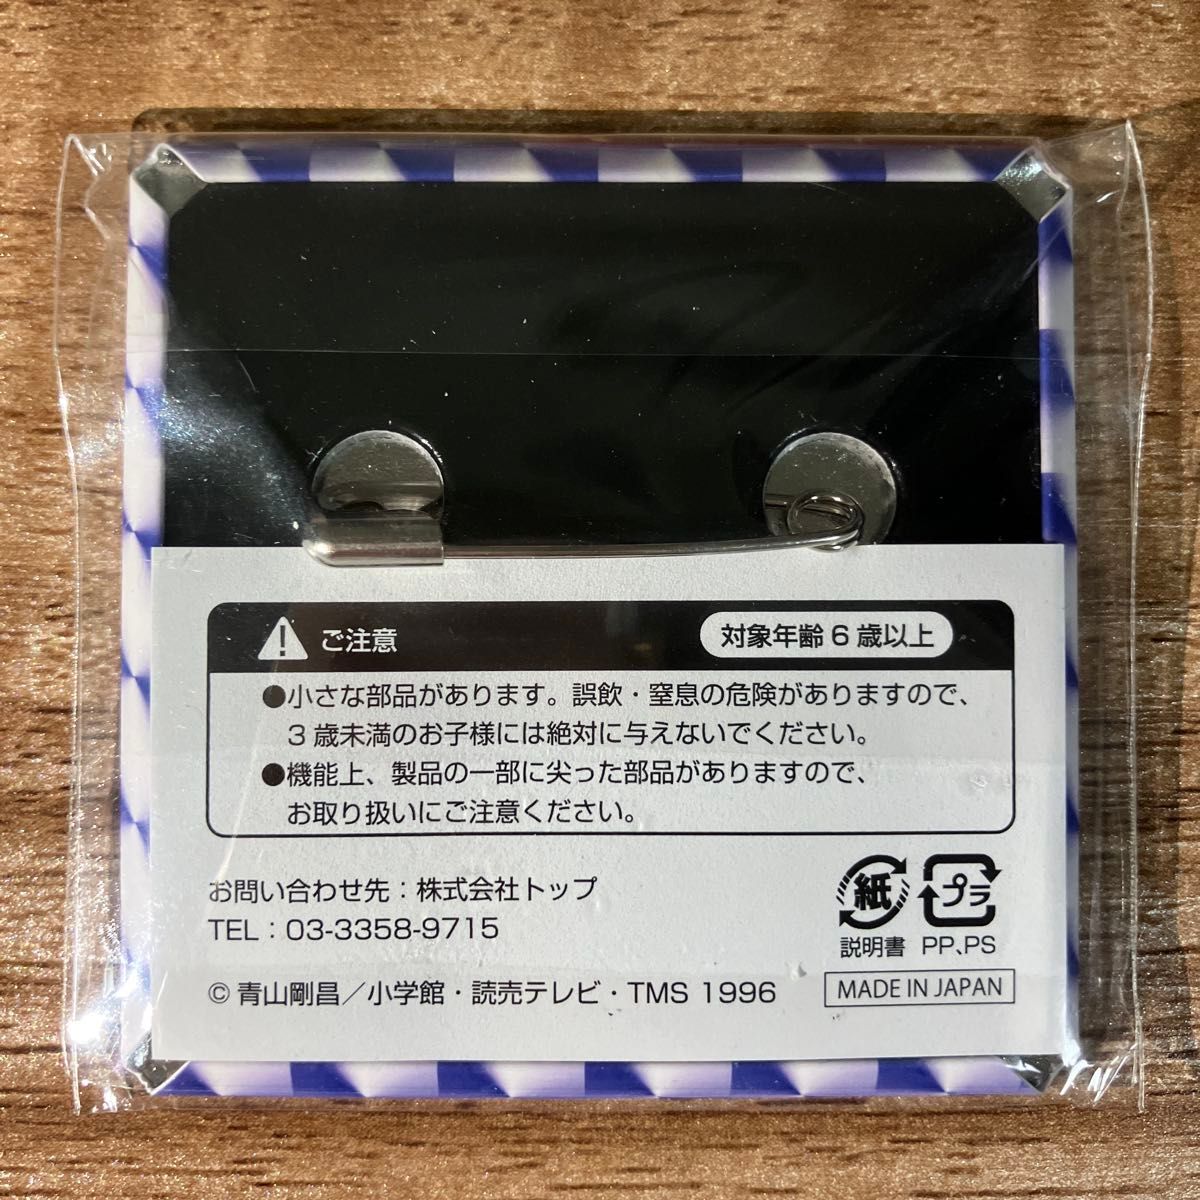 ご注意
対象年齢6歳以上
●小さな部品があります。誤飲・窒息の危険がありますので、
3歳未満のお子様には絶対に与えないでください。
●機能上、製品の一部に尖った部品がありますので、
お取り扱いにご注意ください。
お問い合わせ先：株式会社トップ
TEL：03-3358-9715
紙
プラ
説明書
PP、PS
©青山剛昌／小学館・読売テレビ・TMS 1996
MADE IN JAPAN